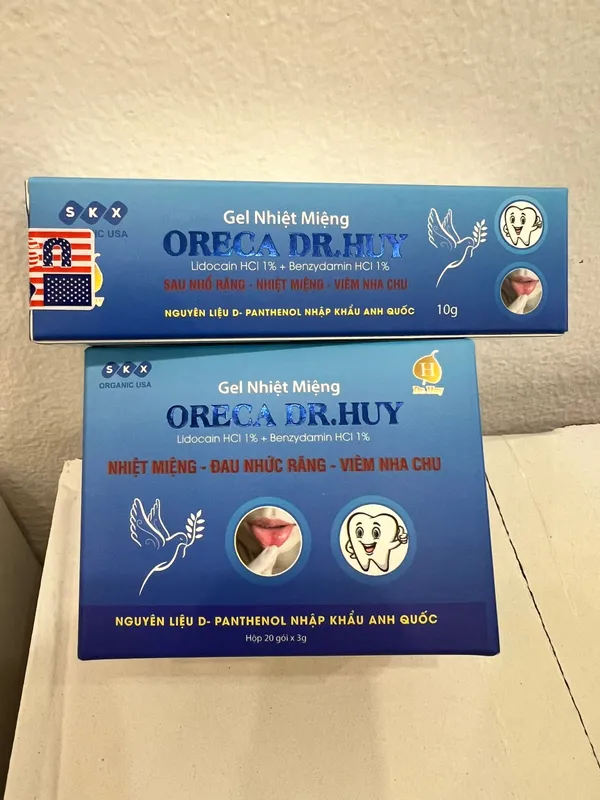 SKX
NIC USA
Gel Nhiệt Miệng
ORECA DR.HUY
Lidocain HCl 1% + Benzydamin HCl 1%
SAU NHỔ RĂNG - NHIỆT MIỆNG - VIÊM NHA CHU
NGUYÊN LIỆU D- PANTHENOL NHẬP KHẨU ANH QUỐC
10g
SKX
ORGANIC USA
H
Gel Nhiệt Miệng
ORECA DR.HUY
Lidocain HCl 1% + Benzydamin HCl 1%
NHIỆT MIỆNG - ĐAU NHỨC RĂNG - VIÊM NHA CHU
NGUYÊN LIỆU D- PANTHENOL NHẬP KHẨU ANH QUỐC
Hộp 20 gói x 3g